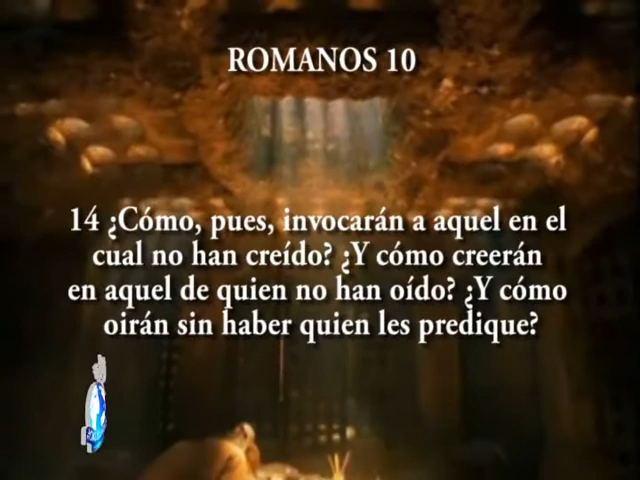 ROMANOS 10
14 ¿Cómo, pues, invocarán a aquel en el
cual no han creído? ¿Y cómo creerán
en aquel de quien no han oído? ¿Y cómo
oirán sin haber quien les predique?